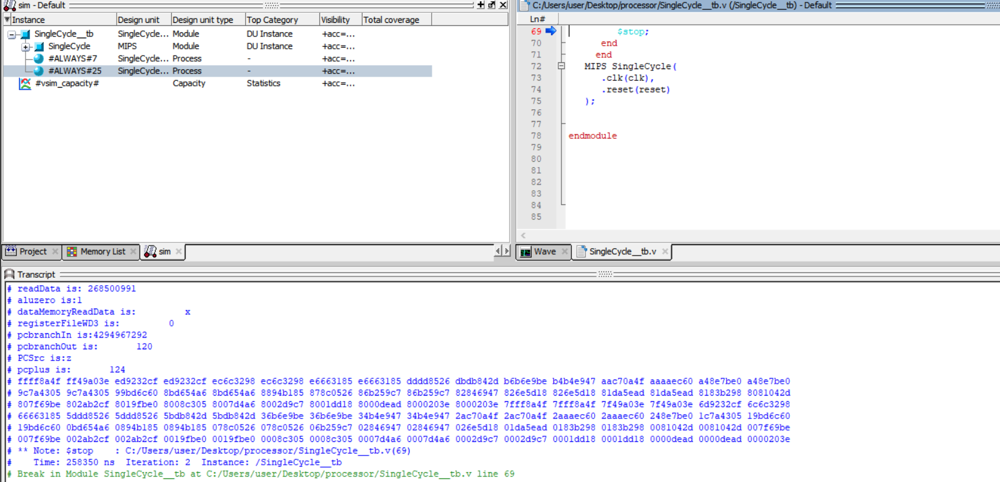 sim - Default
Instance Design unit Design unit type Top Category Visibility Total coverage
SingleCycle__tb SingleCycle... Module DU Instance +acc=...
SingleCycle MIPS Module DU Instance +acc=...
#ALWAYS#7 SingleCycle... Process - +acc=...
#ALWAYS#25 SingleCycle... Process - +acc=...
#vsim_capacity# Capacity Statistics +acc=...
Project Memory List sim
C:/Users/user/Desktop/processor/SingleCycle__tb.v (/SingleCycle__tb) - Default
Ln#
69 $stop;
70 end
71 end
72 MIPS SingleCycle(
73 .clk(clk),
74 .reset(reset)
75 );
76
77
78 endmodule
79
80
81
82
83
84
85
Wave SingleCycle__tb.v
Transcript
# readData is: 268500991
# aluzero is:1
# dataMemoryReadData is: x
# registerFileWD3 is: 0
# pcbranchIn is:4294967292
# pcbranchOut is: 120
# PCSrc is:z
# pcplus is: 124
# ffff8a4f ff49a03e ed9232cf ed9232cf ec6c3298 ec6c3298 e6663185 e6663185 dddd8526 dbdb842d b6b6e9be b4b4e947 aac70a4f aaaaec60 a48e7be0 a48e7be0
# 9c7a4305 9c7a4305 99bd6c60 8bd654a6 8bd654a6 8894b185 878c0526 86b259c7 86b259c7 82846947 826e5d18 826e5d18 81da5ead 81da5ead 8183b298 8081042d
# 807f69be 802ab2cf 8019fbe0 8008c305 8007d4a6 8002d9c7 8001dd18 8000dead 8000203e 8000203e 7fff8a4f 7fff8a4f 7f49a03e 7f49a03e 6d9232cf 6c6c3298
# 66663185 5ddd8526 5ddd8526 5bdb842d 5bdb842d 36b6e9be 36b6e9be 34b4e947 34b4e947 2ac70a4f 2ac70a4f 2aaaec60 2aaaec60 248e7be0 1c7a4305 19bd6c60
# 19bd6c60 0bd654a6 0894b185 0894b185 078c0526 078c0526 06b259c7 02846947 02846947 026e5d18 01da5ead 0183b298 0183b298 0081042d 0081042d 007f69be
# 007f69be 002ab2cf 002ab2cf 0019fbe0 0019fbe0 0008c305 0008c305 0007d4a6 0007d4a6 0002d9c7 0002d9c7 0001dd18 0001dd18 0000dead 0000dead 0000203e
# ** Note: $stop : C:/Users/user/Desktop/processor/SingleCycle__tb.v(69)
# Time: 258350 ns Iteration: 2 Instance: /SingleCycle__tb
# Break in Module SingleCycle__tb at C:/Users/user/Desktop/processor/SingleCycle__tb.v line 69